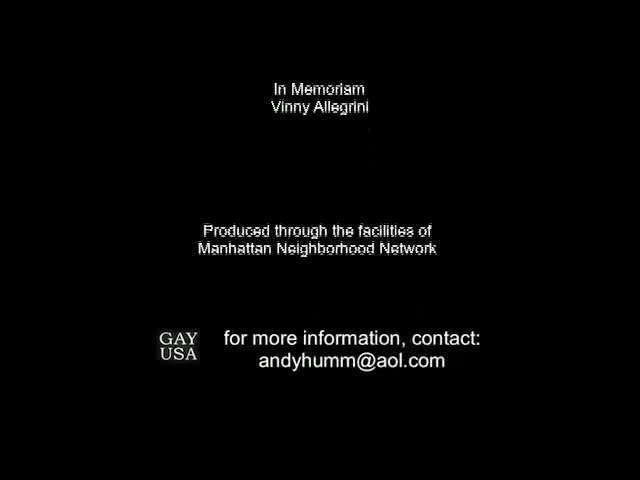 In Memoriam
Vinny Allegrini
Produced through the facilities of
Manhattan Neighborhood Network
GAY
USA
for more information, contact:
andyhumm@aol.com